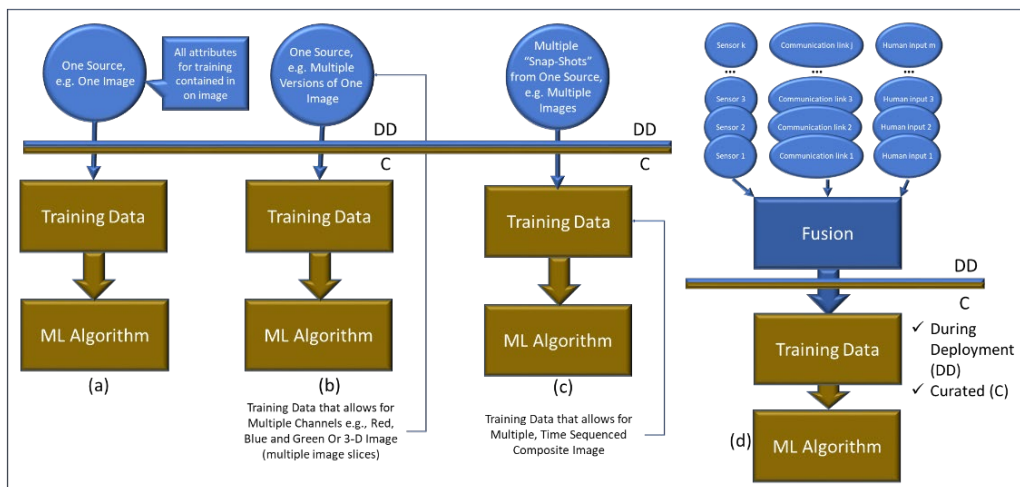 One Source,
e.g. One Image
All attributes
for training
contained in
on image
DD
C
Training Data
ML Algorithm
(a)
One Source,
e.g. Multiple
Versions of One
Image
Training Data
ML Algorithm
(b)
Training Data that allows for
Multiple Channels e.g., Red,
Blue and Green Or 3-D Image
(multiple image slices)
Multiple
“Snap-Shots”
from One Source,
e.g. Multiple
Images
DD
Training Data
ML Algorithm
(c)
Training Data that allows for
Multiple, Time Sequenced
Composite Image
Sensor k
...
Sensor 3
Sensor 2
Sensor 1
Communication link j
...
Communication link 3
Communication link 2
Communication link 1
Human input m
...
Human input 3
Human input 2
Human input 1
Fusion
DD
C
Training Data
ML Algorithm
(d)
✓ During
Deployment
(DD)
✓ Curated (C)